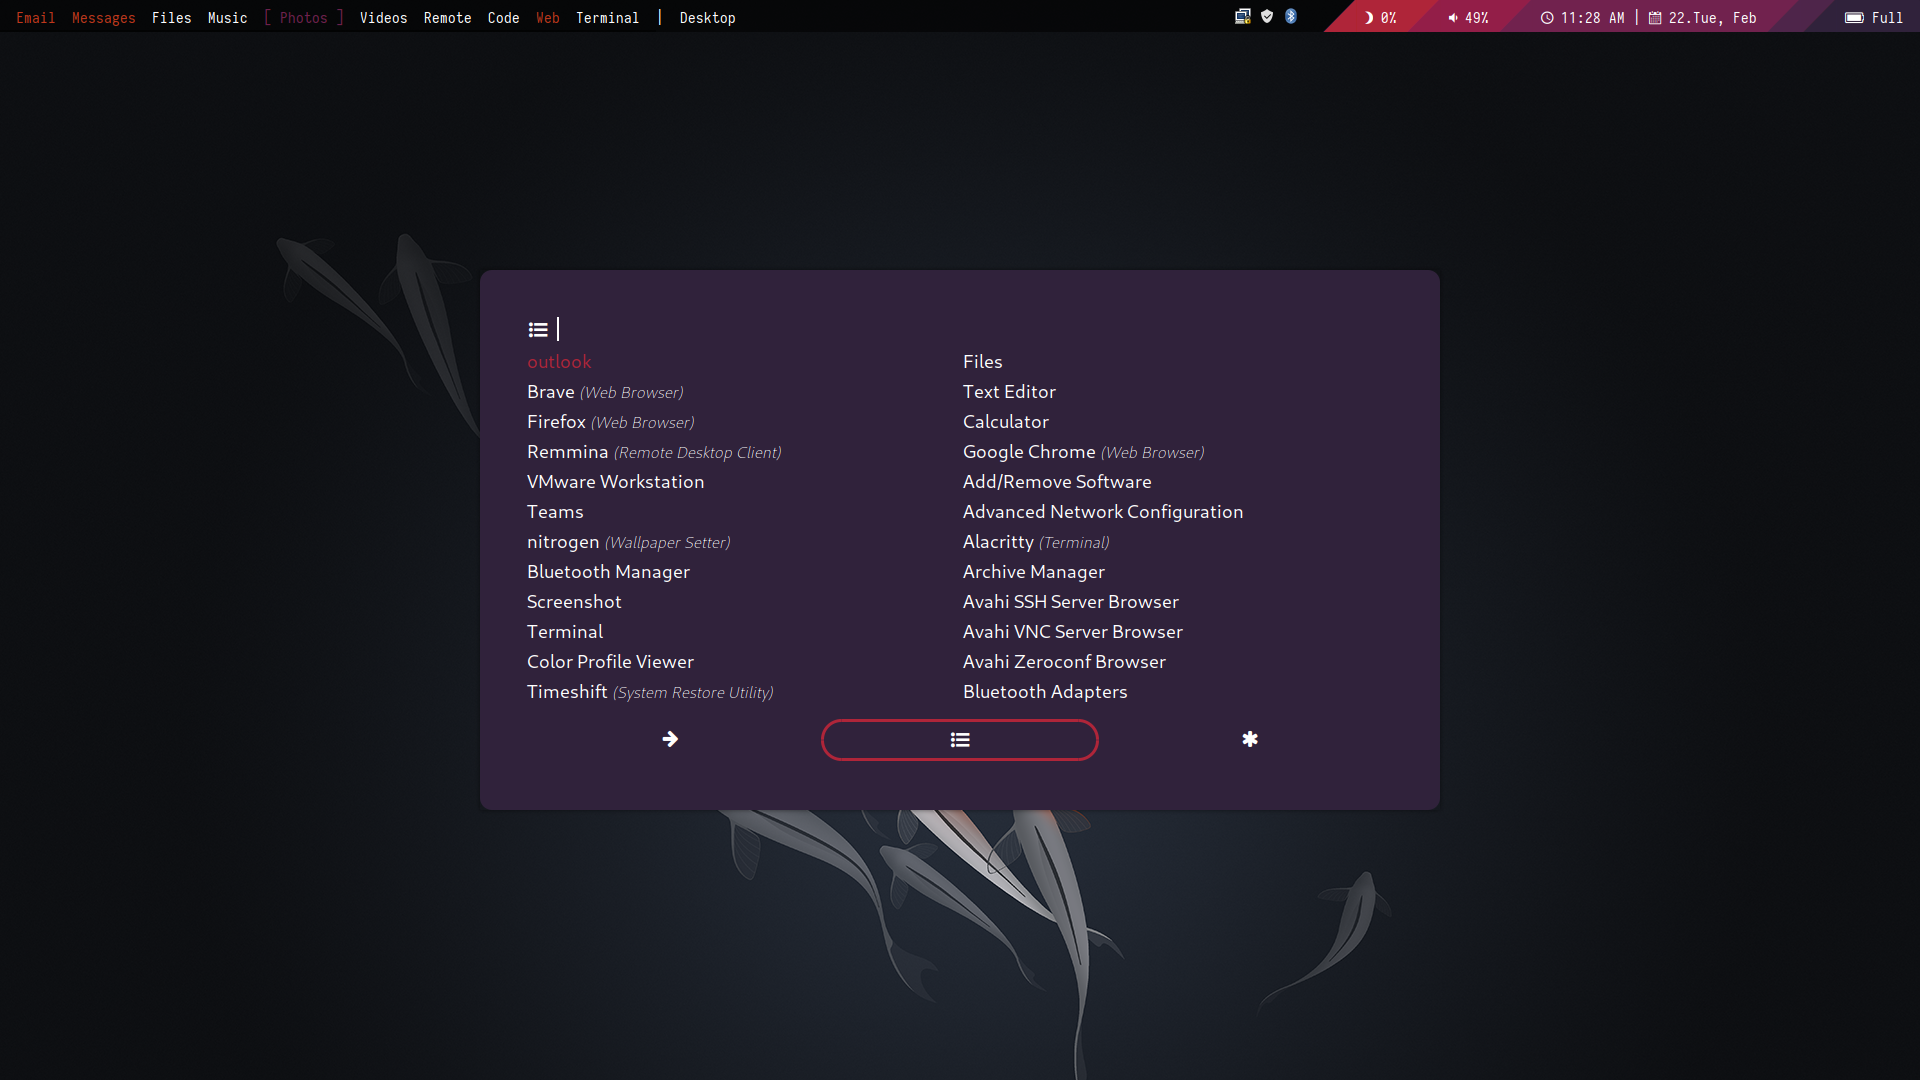 Email Messages Files Music [ Photos ] Videos Remote Code Web Terminal | Desktop 0% 49% 11:28 AM | 22.Tue, Feb Full
outlook
Brave (Web Browser)
Firefox (Web Browser)
Remmina (Remote Desktop Client)
VMware Workstation
Teams
nitrogen (Wallpaper Setter)
Bluetooth Manager
Screenshot
Terminal
Color Profile Viewer
Timeshift (System Restore Utility)
Files
Text Editor
Calculator
Google Chrome (Web Browser)
Add/Remove Software
Advanced Network Configuration
Alacritty (Terminal)
Archive Manager
Avahi SSH Server Browser
Avahi VNC Server Browser
Avahi Zeroconf Browser
Bluetooth Adapters